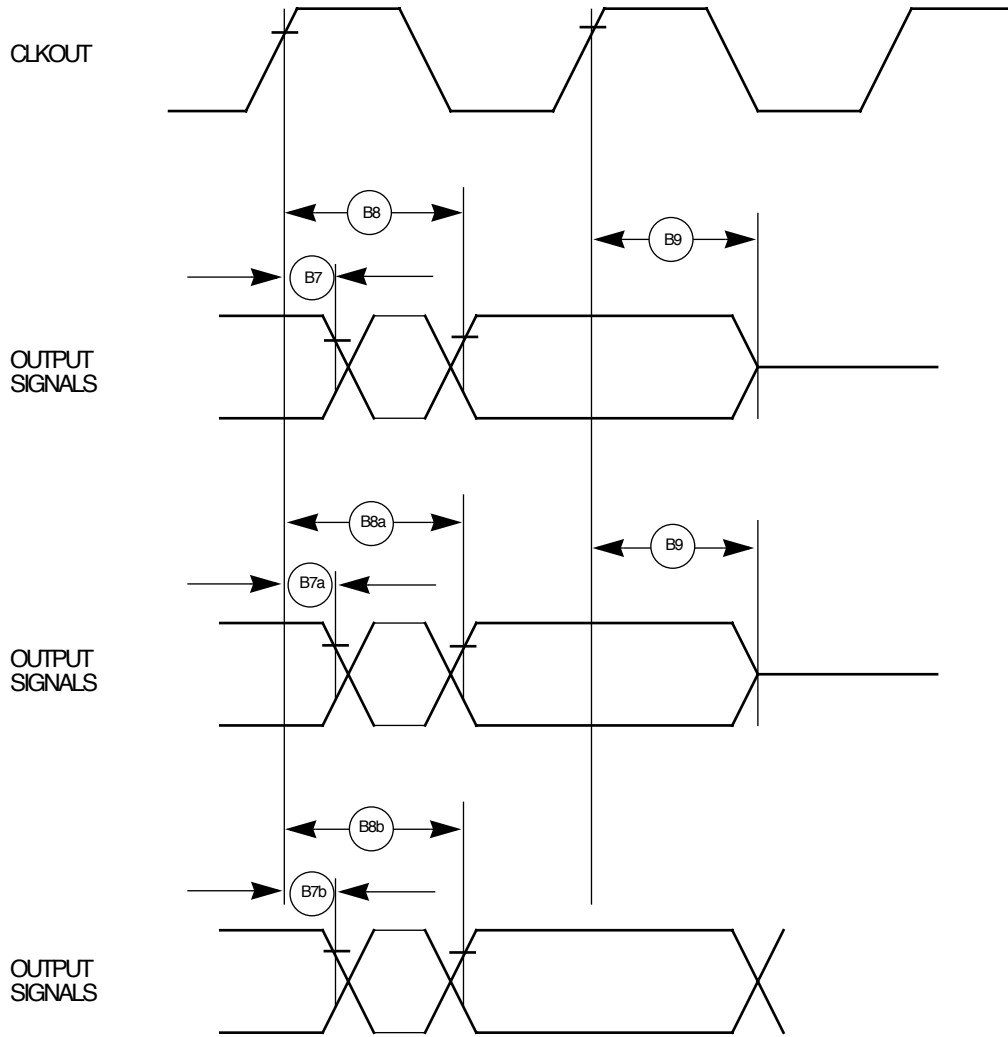 CLKOUT
B8
B9
B7
OUTPUT
SIGNALS
B8a
B9
B7a
OUTPUT
SIGNALS
B8b
B7b
OUTPUT
SIGNALS